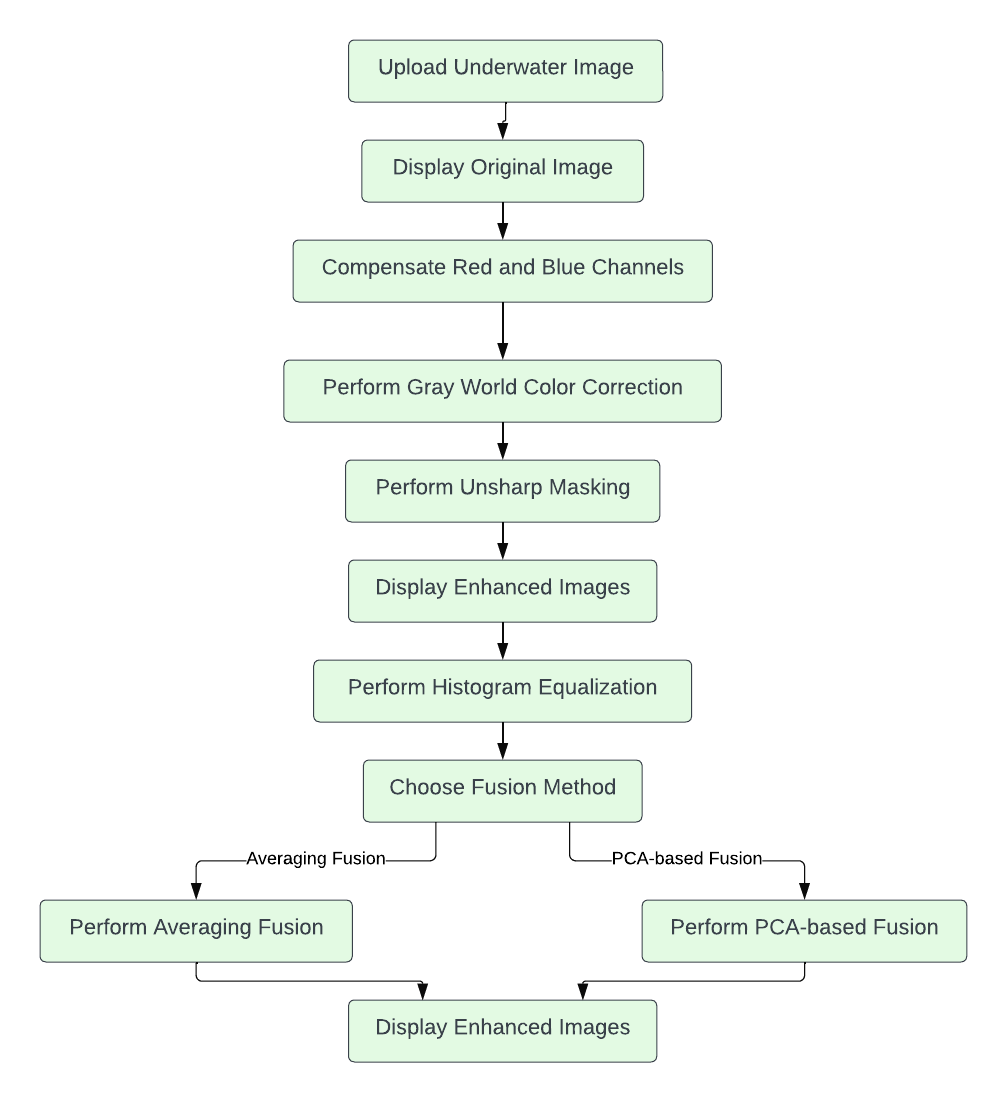 Upload Underwater Image
Display Original Image
Compensate Red and Blue Channels
Perform Gray World Color Correction
Perform Unsharp Masking
Display Enhanced Images
Perform Histogram Equalization
Choose Fusion Method
Averaging Fusion
PCA-based Fusion
Perform Averaging Fusion
Perform PCA-based Fusion
Display Enhanced Images